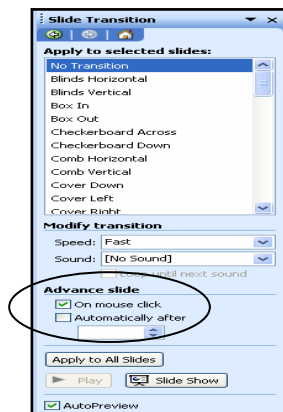 Slide Transition
Apply to selected slides:
No Transition
Blinds Horizontal
Blinds Vertical
Box In
Box Out
Checkerboard Across
Checkerboard Down
Comb Horizontal
Comb Vertical
Cover Down
Cover Left
Cover Right
Modify transition
Speed: Fast
Sound: [No Sound]
Loop until next sound
Advance slide
On mouse click
Automatically after
Apply to All Slides
Play Slide Show
AutoPreview